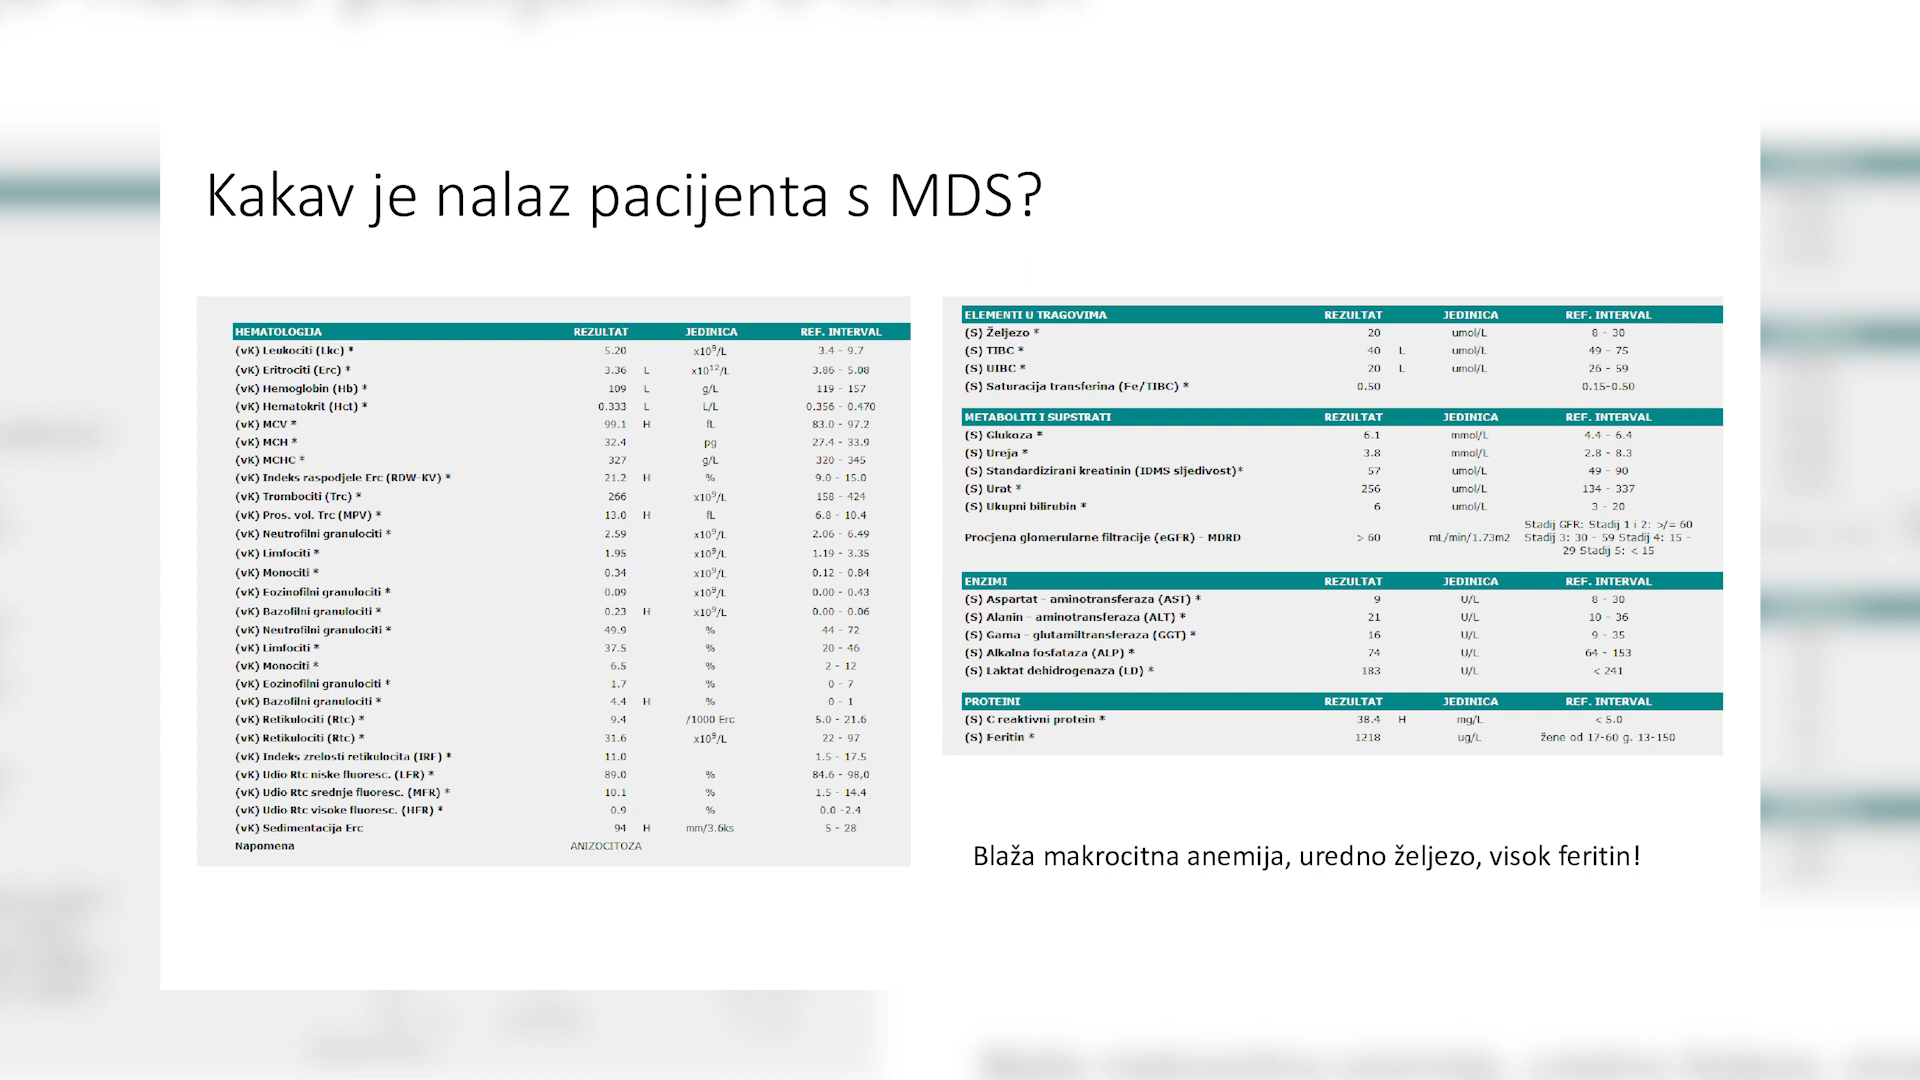 Kakav je nalaz pacijenta s MDS?
HEMATOLOGIJA REZULTAT JEDINICA REF. INTERVAL
(vK) Leukociti (Lkc) * 5.20 x10⁹/L 3.4 - 9.7
(vK) Eritrociti (Erc) * 3.36 L x10¹²/L 3.86 - 5.08
(vK) Hemoglobin (Hb) * 109 L g/L 119 - 157
(vK) Hematokrit (Hct) * 0.333 L L/L 0.356 - 0.470
(vK) MCV * 99.1 H fL 83.0 - 97.2
(vK) MCH * 32.4 pg 27.4 - 33.9
(vK) MCHC * 327 g/L 320 - 345
(vK) Indeks raspodjele Erc (RDW-KV) * 21.2 H % 9.0 - 15.0
(vK) Trombociti (Trc) * 266 x10⁹/L 158 - 424
(vK) Pros. vol. Trc (MPV) * 13.0 H fL 6.8 - 10.4
(vK) Neutrofilni granulociti * 2.59 x10⁹/L 2.06 - 6.49
(vK) Limfociti * 1.95 x10⁹/L 1.19 - 3.35
(vK) Monociti * 0.34 x10⁹/L 0.12 - 0.84
(vK) Eozinofilni granulociti * 0.09 x10⁹/L 0.00 - 0.43
(vK) Bazofilni granulociti * 0.23 H x10⁹/L 0.00 - 0.06
(vK) Neutrofilni granulociti * 49.9 % 44 - 72
(vK) Limfociti * 37.5 % 20 - 46
(vK) Monociti * 6.5 % 2 - 12
(vK) Eozinofilni granulociti * 1.7 % 0 - 7
(vK) Bazofilni granulociti * 4.4 H % 0 - 1
(vK) Retikulociti (Rtc) * 9.4 /1000 Erc 5.0 - 21.6
(vK) Retikulociti (Rtc) * 31.6 x10⁹/L 22 - 97
(vK) Indeks zrelosti retikulocita (IRF) * 11.0 1.5 - 17.5
(vK) Udio Rtc niske fluoresc. (LFR) * 89.0 % 84.6 - 98,0
(vK) Udio Rtc srednje fluoresc. (MFR) * 10.1 % 1.5 - 14.4
(vK) Udio Rtc visoke fluoresc. (HFR) * 0.9 % 0.0 -2.4
(vK) Sedimentacija Erc 94 H mm/3.6ks 5 - 28
Napomena ANIZOCITOZA
ELEMENTI U TRAGOVIMA REZULTAT JEDINICA REF. INTERVAL
(S) Željezo * 20 umol/L 8 - 30
(S) TIBC * 40 L umol/L 49 - 75
(S) UIBC * 20 L umol/L 26 - 59
(S) Saturacija transferina (Fe/TIBC) * 0.50 0.15-0.50
METABOLITI I SUPSTRATI REZULTAT JEDINICA REF. INTERVAL
(S) Glukoza * 6.1 mmol/L 4.4 - 6.4
(S) Ureja * 3.8 mmol/L 2.8 - 8.3
(S) Standardizirani kreatinin (IDMS sljedivost)* 57 umol/L 49 - 90
(S) Urat * 256 umol/L 134 - 337
(S) Ukupni bilirubin * 6 umol/L 3 - 20
Stadij GFR: Stadij 1 i 2: >/= 60
Procjena glomerularne filtracije (eGFR) - MDRD > 60 mL/min/1.73m2 Stadij 3: 30 - 59 Stadij 4: 15 -
29 Stadij 5: < 15
ENZIMI REZULTAT JEDINICA REF. INTERVAL
(S) Aspartat - aminotransferaza (AST) * 9 U/L 8 - 30
(S) Alanin - aminotransferaza (ALT) * 21 U/L 10 - 36
(S) Gama - glutamiltransferaza (GGT) * 16 U/L 9 - 35
(S) Alkalna fosfataza (ALP) * 74 U/L 64 - 153
(S) Laktat dehidrogenaza (LD) * 183 U/L < 241
PROTEINI REZULTAT JEDINICA REF. INTERVAL
(S) C reaktivni protein * 38.4 H mg/L < 5.0
(S) Feritin * 1218 ug/L žene od 17-60 g. 13-150
Blaža makrocitna anemija, uredno željezo, visok feritin!